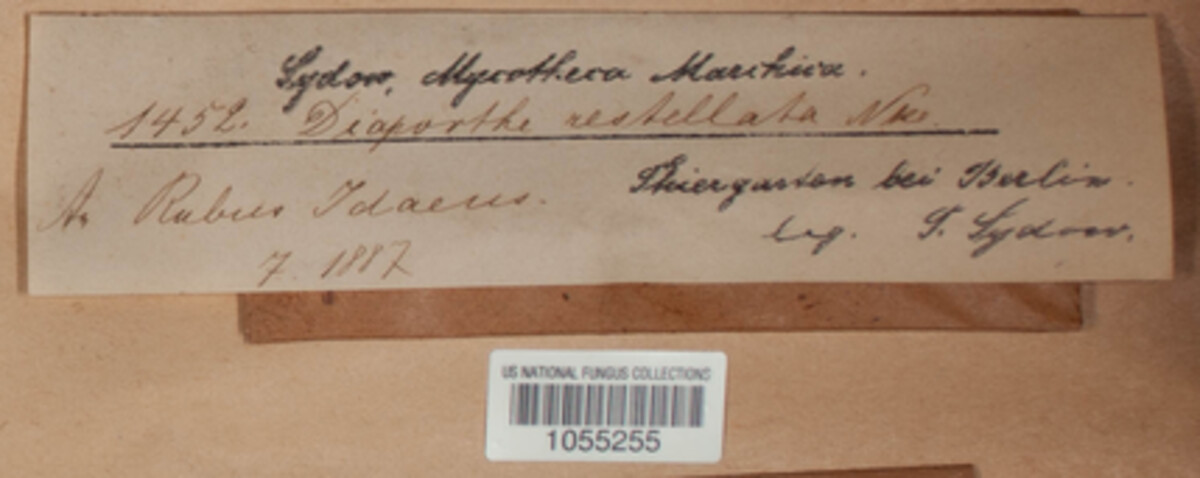 Sydow, Mycotheca Marchica.
1452. Diaporthe restellata Nke.
An Rubus Idaeus.
7. 1887
Thiergarten bei Berlin.
leg. P. Sydow.
US NATIONAL FUNGUS COLLECTIONS
1055255